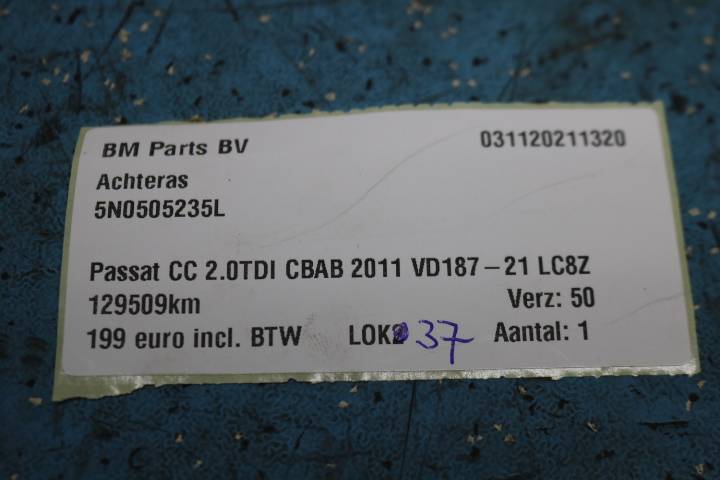 BM Parts BV 031120211320
Achteras
5N0505235L
Passat CC 2.0TDI CBAB 2011 VD187-21 LC8Z
129509km Verz: 50
199 euro incl. BTW LOK2 37 Aantal: 1